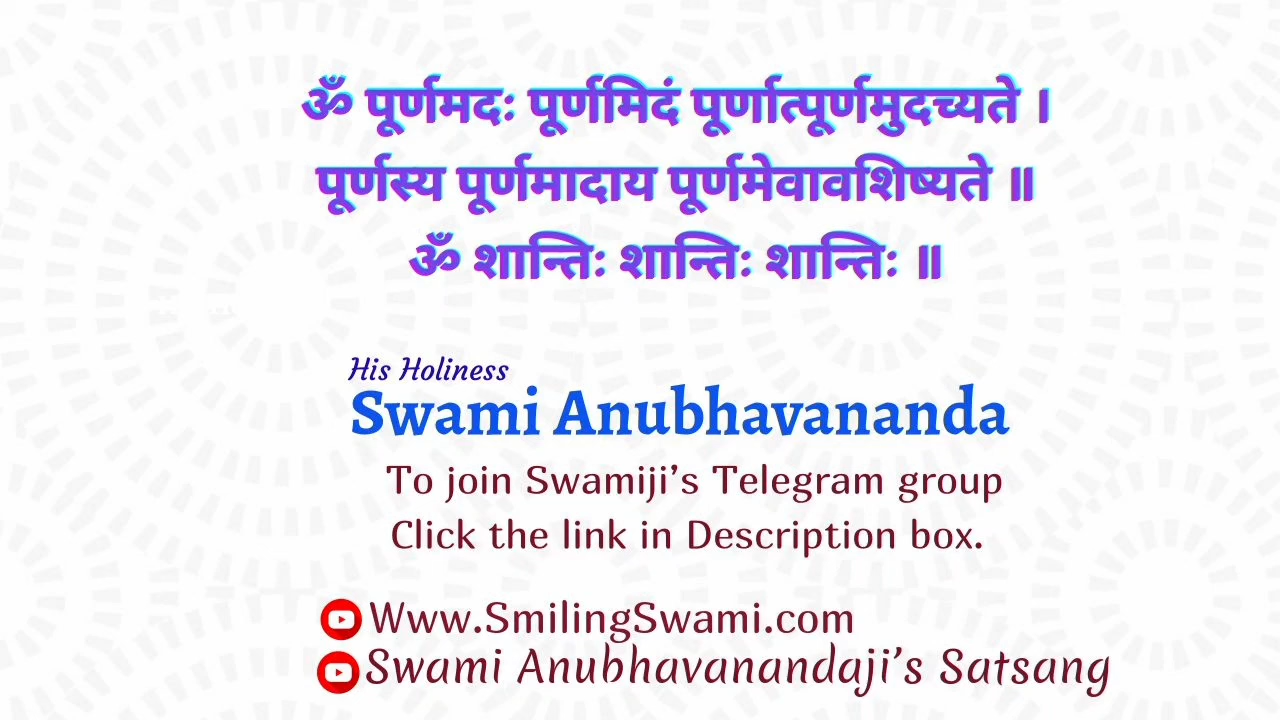 ॐ पूर्णमदः पूर्णमिदं पूर्णात्पूर्णमुदच्यते ।
पूर्णस्य पूर्णमादाय पूर्णमेवावशिष्यते ॥
ॐ शान्तिः शान्तिः शान्तिः ॥
His Holiness
Swami Anubhavananda
To join Swamiji’s Telegram group
Click the link in Description box.
Www.SmilingSwami.com
Swami Anubhavanandaji’s Satsang